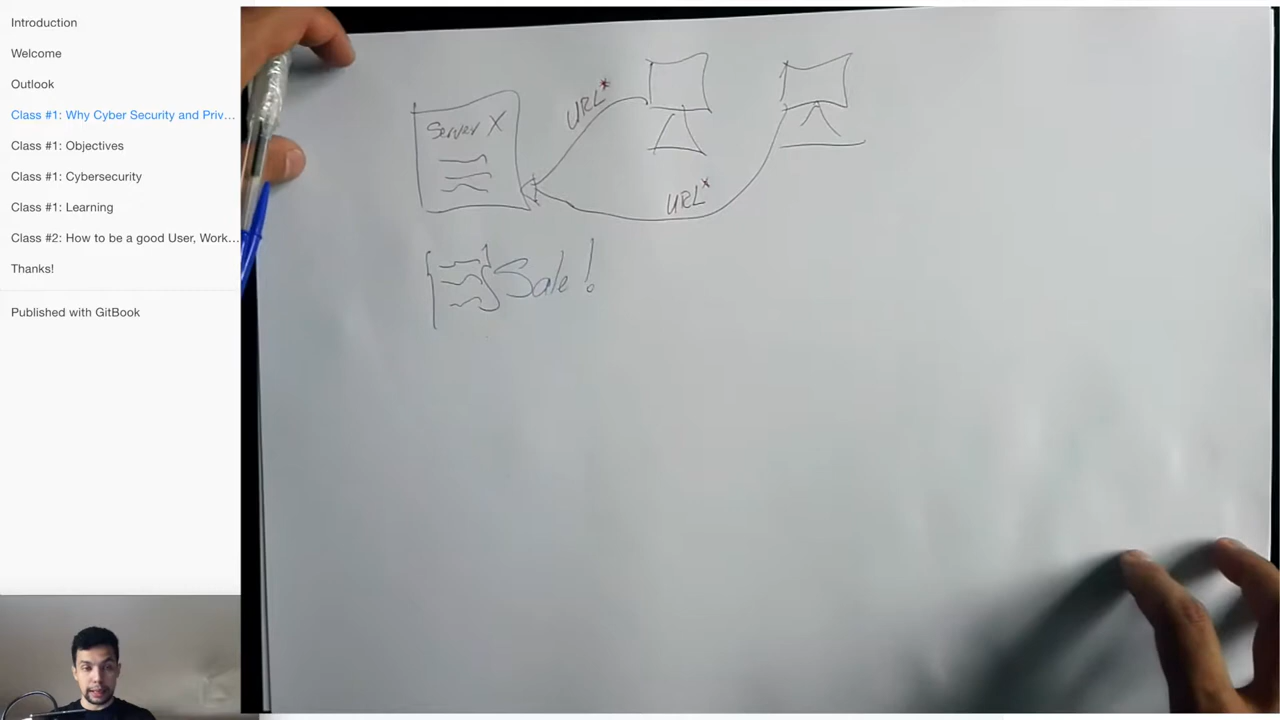 Introduction
Welcome
Outlook
Class #1: Why Cyber Security and Priv...
Class #1: Objectives
Class #1: Cybersecurity
Class #1: Learning
Class #2: How to be a good User, Work...
Thanks!
Published with GitBook
Server X
URL*
URL*
Sale!